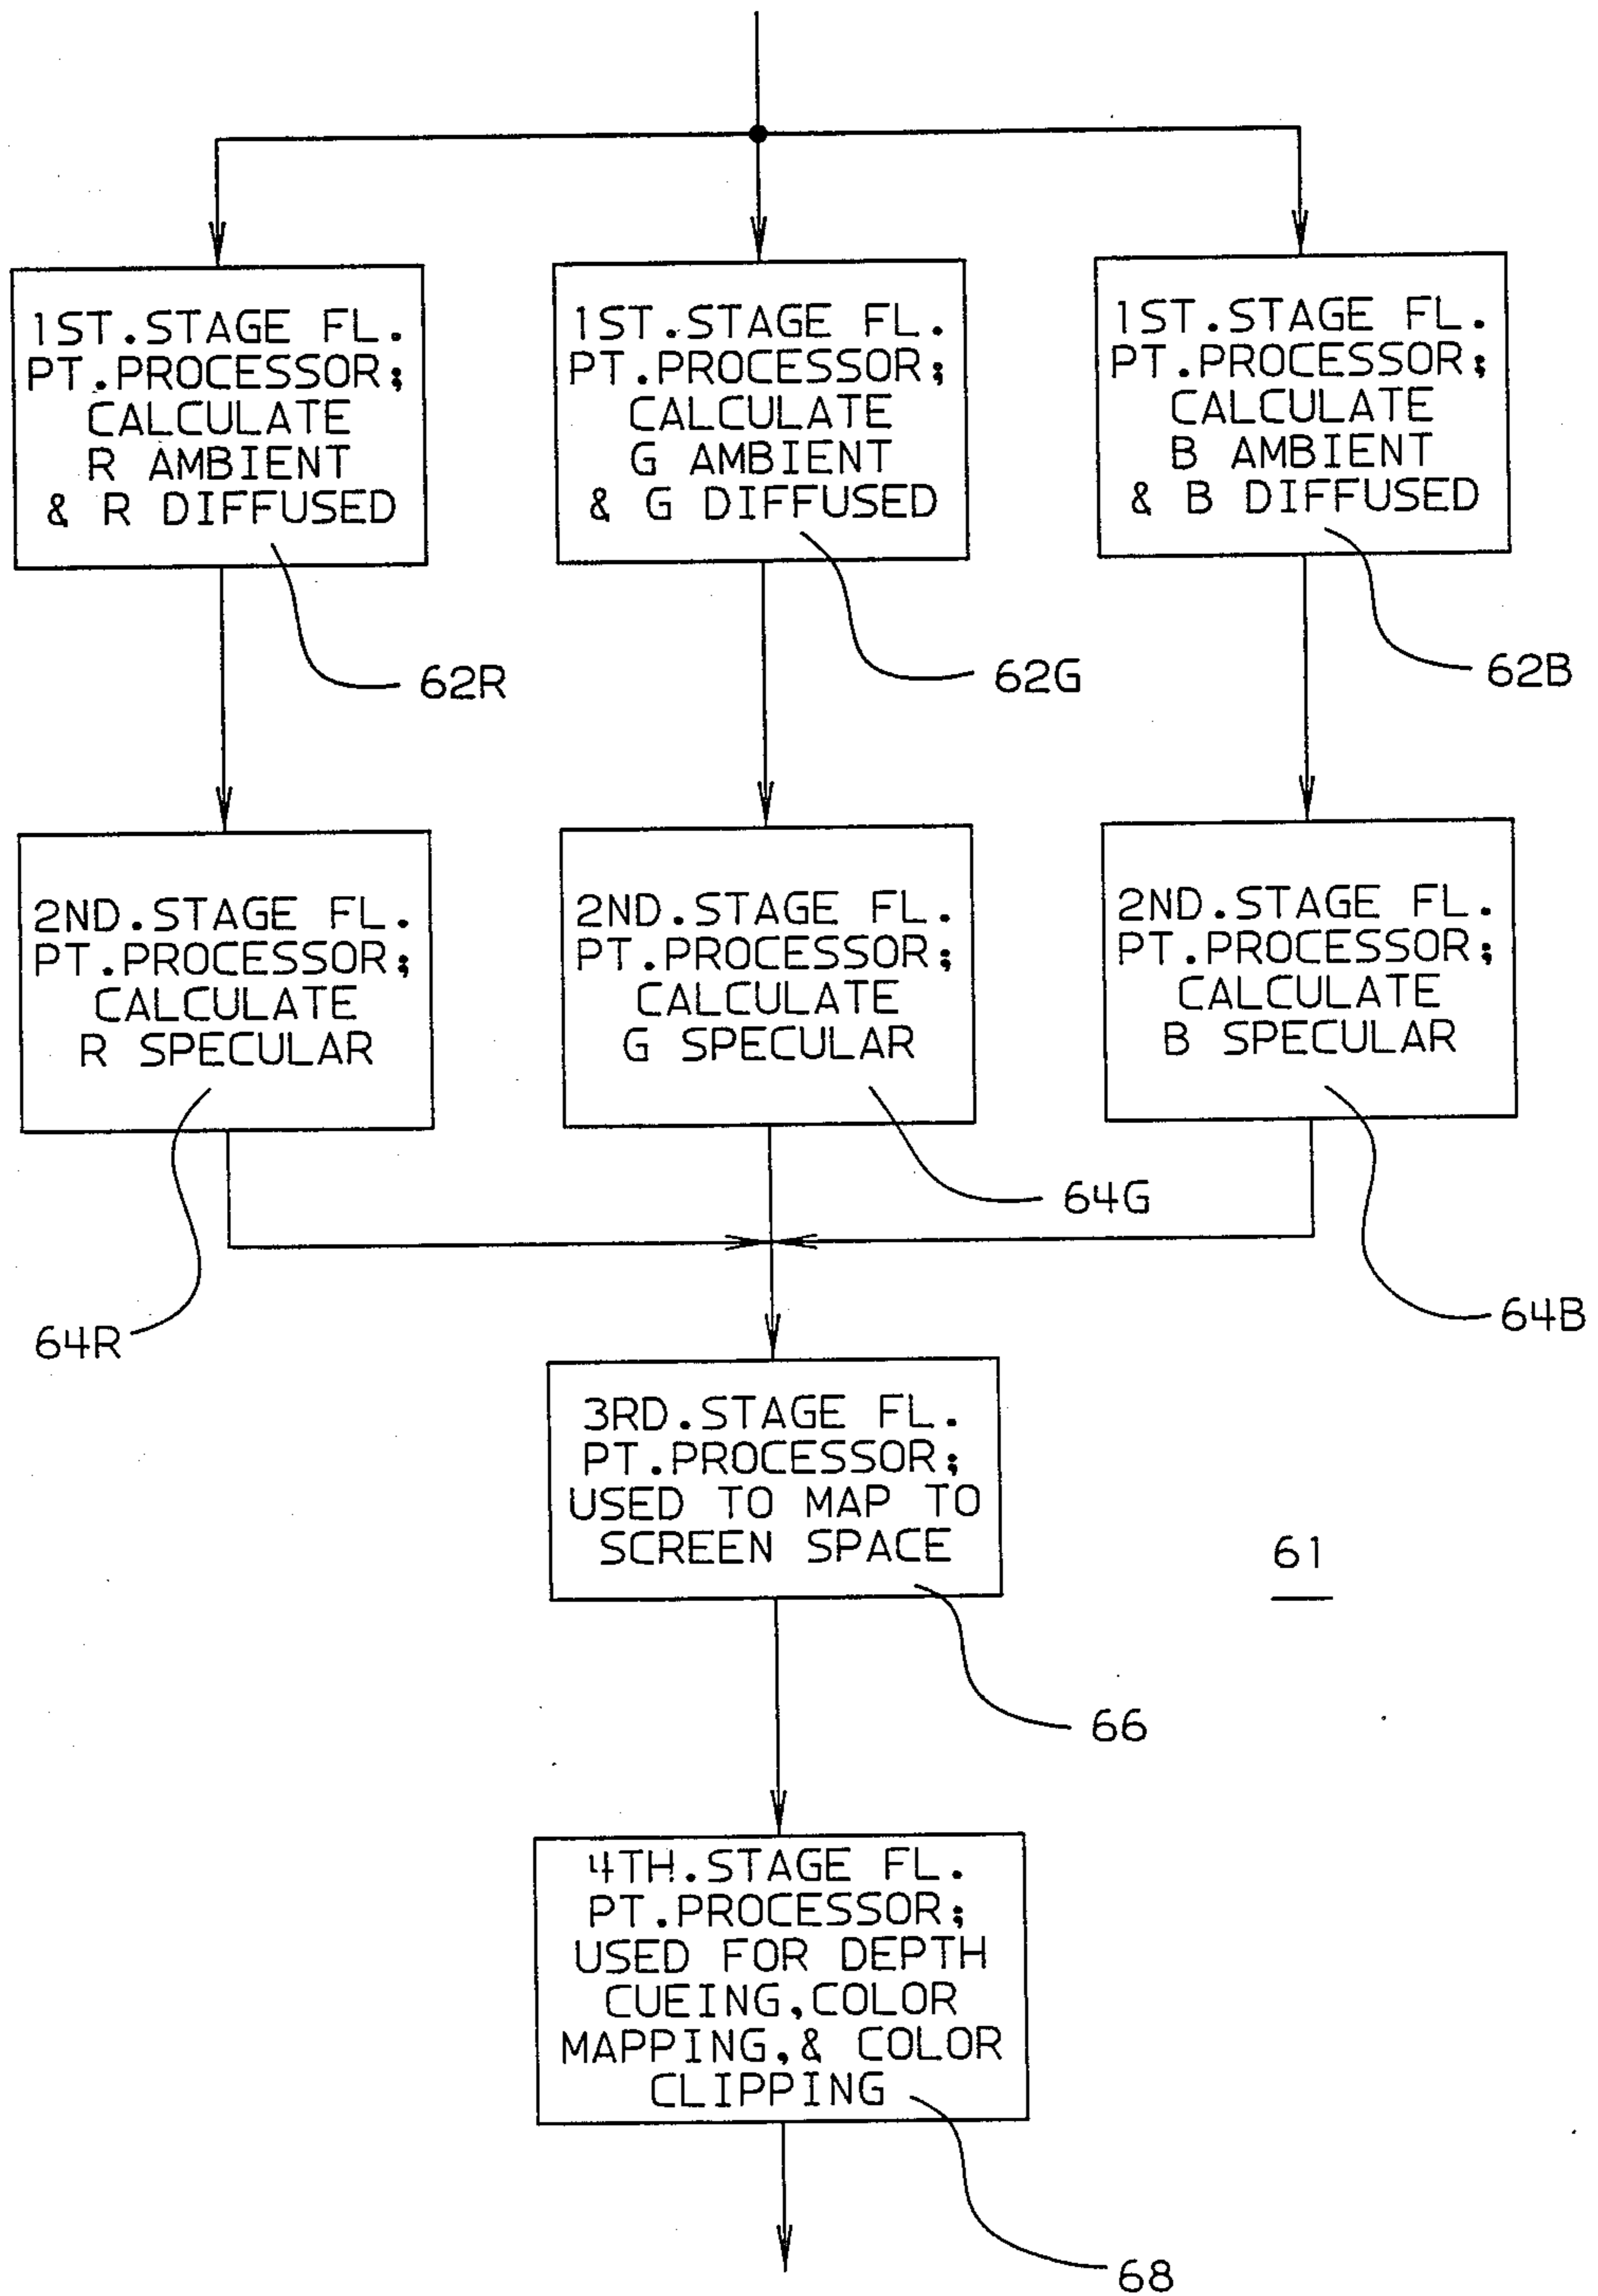 1ST.STAGE FL.
PT.PROCESSOR;
CALCULATE
R AMBIENT
& R DIFFUSED
1ST.STAGE FL.
PT.PROCESSOR;
CALCULATE
G AMBIENT
& G DIFFUSED
1ST.STAGE FL.
PT.PROCESSOR;
CALCULATE
B AMBIENT
& B DIFFUSED
62R
62G
62B
2ND.STAGE FL.
PT.PROCESSOR;
CALCULATE
R SPECULAR
2ND.STAGE FL.
PT.PROCESSOR;
CALCULATE
G SPECULAR
2ND.STAGE FL.
PT.PROCESSOR;
CALCULATE
B SPECULAR
64R
64G
64B
3RD.STAGE FL.
PT.PROCESSOR;
USED TO MAP TO
SCREEN SPACE
61
66
4TH.STAGE FL.
PT.PROCESSOR;
USED FOR DEPTH
CUEING,COLOR
MAPPING,& COLOR
CLIPPING
68